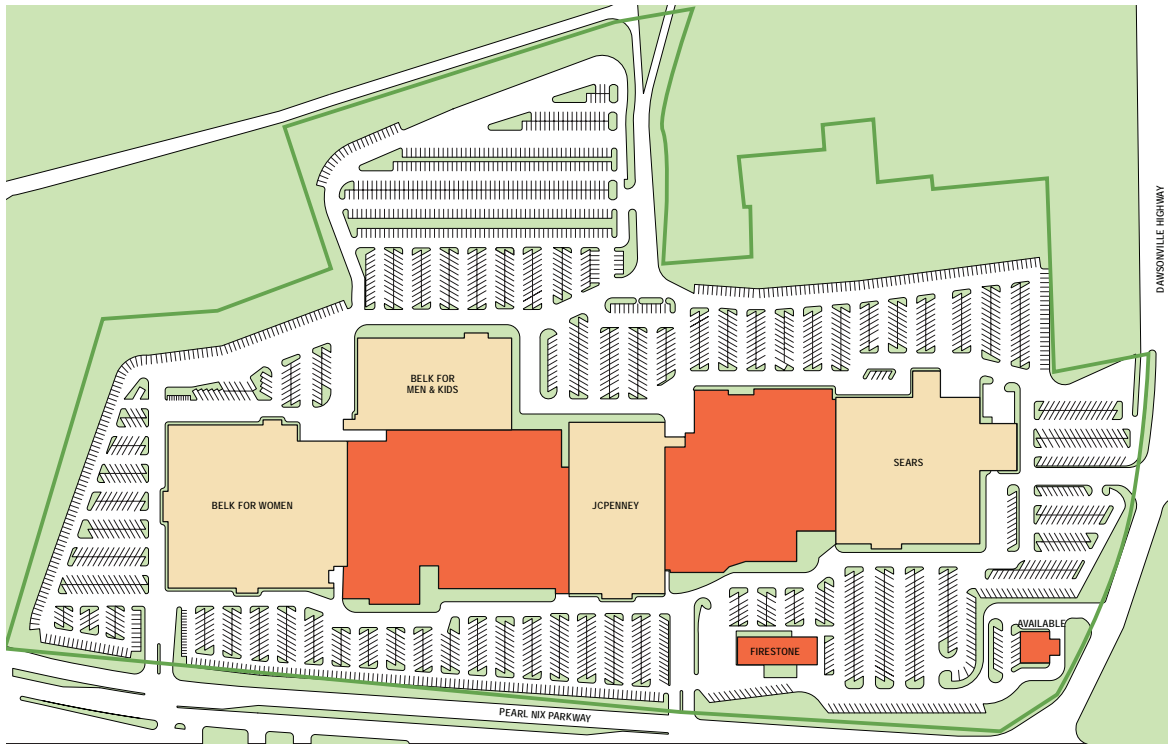 DAWSONVILLE HIGHWAY
BELK FOR
MEN & KIDS
SEARS
BELK FOR WOMEN
JCPENNEY
AVAILABLE
FIRESTONE
PEARL NIX PARKWAY